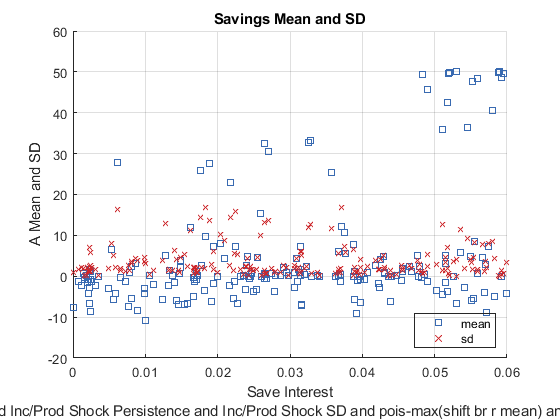 Savings Mean and SD
A Mean and SD
60
50
40
30
20
10
0
-10
-20
0
0.01
0.02
0.03
0.04
0.05
0.06
mean
sd
Save Interest
d Inc/Prod Shock Persistence and Inc/Prod Shock SD and pois-max(shift br r mean) an